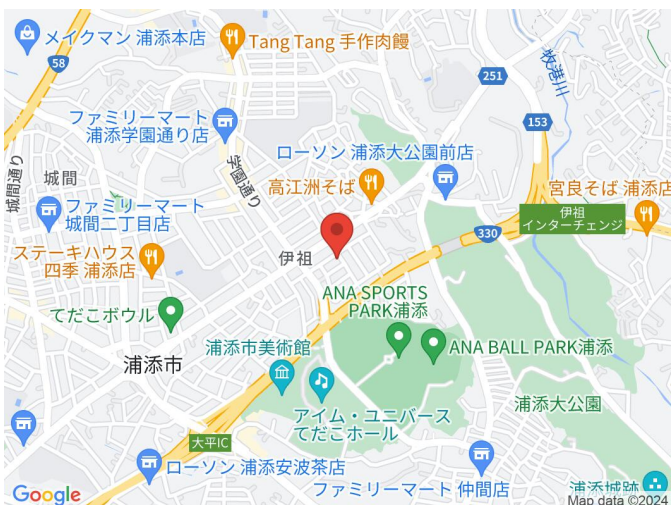 メイクマン 浦添本店
Tang Tang 手作肉饅
58
251
牧港川
153
ファミリーマート
浦添学園通り店
ローソン 浦添大公園前店
城間通り
城間
学園通り
高江洲そば
宮良そば 浦添店
ファミリーマート
城間二丁目店
伊祖
インターチェンジ
330
ステーキハウス
四季 浦添店
伊祖
ANA SPORTS
PARK浦添
てだこボウル
ANA BALL PARK浦添
浦添市美術館
浦添市
浦添大公園
アイム・ユニバース
てだこホール
大平IC
ローソン 浦添安波茶店
ファミリーマート 仲間店
浦添城跡
Google
Map data ©2024